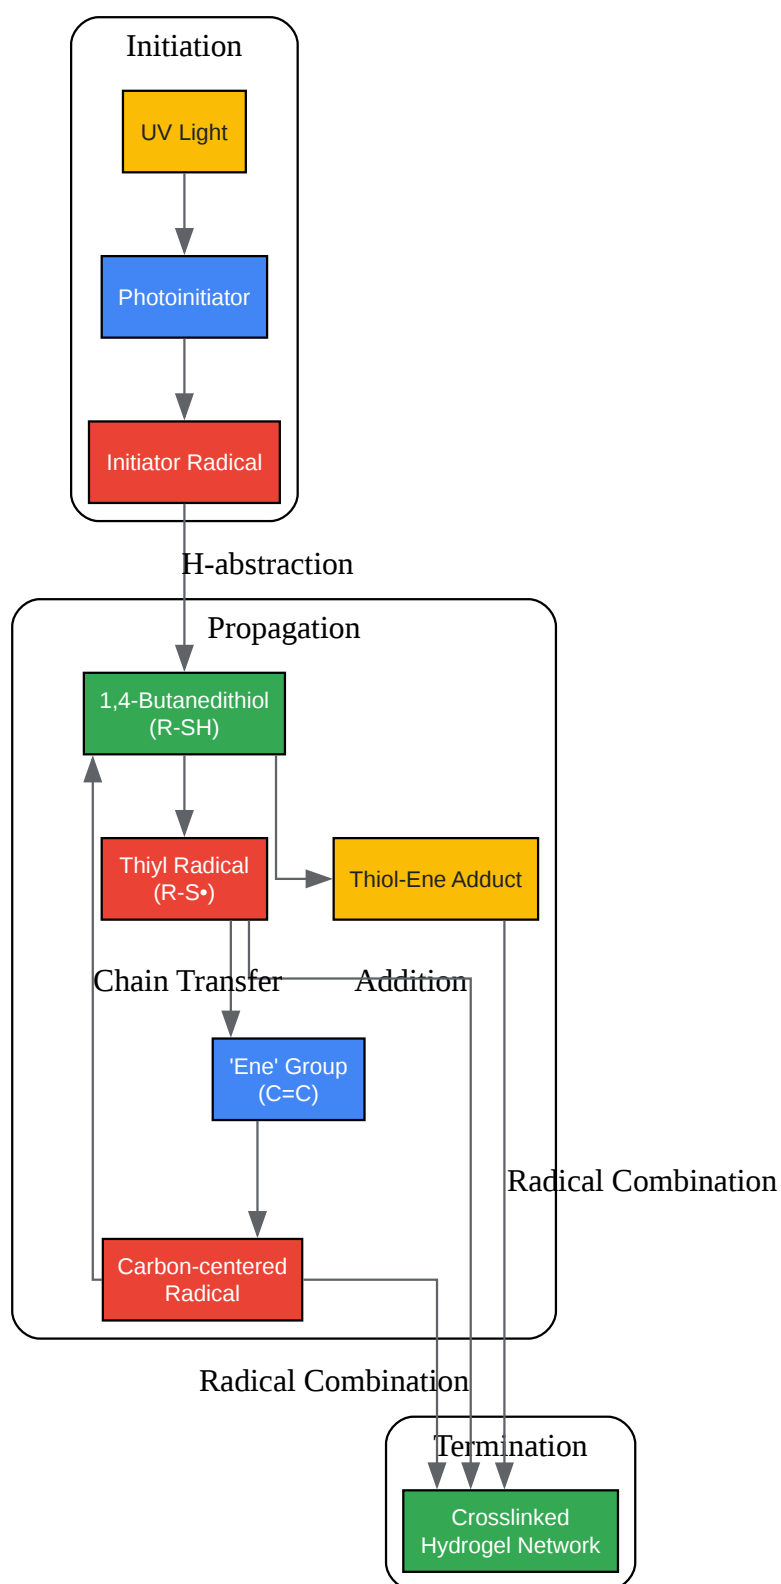 Initiation
UV Light
Photoinitiator
Initiator Radical
H-abstraction
Propagation
1,4-Butanedithiol
(R-SH)
Thiyl Radical
(R-S•)
Thiol-Ene Adduct
Chain Transfer
Addition
'Ene' Group
(C=C)
Radical Combination
Carbon-centered
Radical
Radical Combination
Termination
Crosslinked
Hydrogel Network